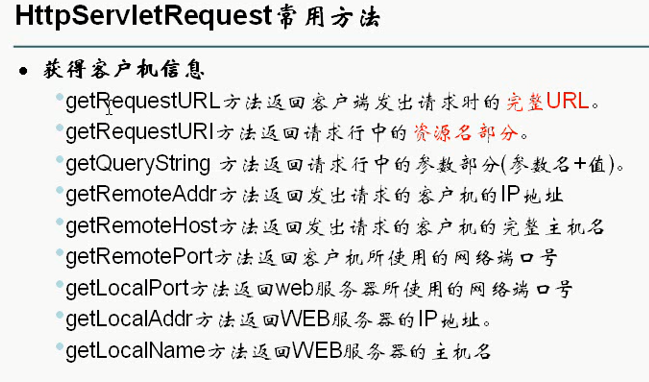 HttpServletRequest常用方法
获得客户机信息
getRequestURL方法返回客户端发出请求时的完整URL。
getRequestURI方法返回请求行中的资源名部分。
getQueryString 方法返回请求行中的参数部分(参数名+值)。
getRemoteAddr方法返回发出请求的客户机的IP地址
getRemoteHost方法返回发出请求的客户机的完整主机名
getRemotePort方法返回客户机所使用的网络端口号
getLocalPort方法返回web服务器所使用的网络端口号
getLocalAddr方法返回WEB服务器的IP地址。
getLocalName方法返回WEB服务器的主机名